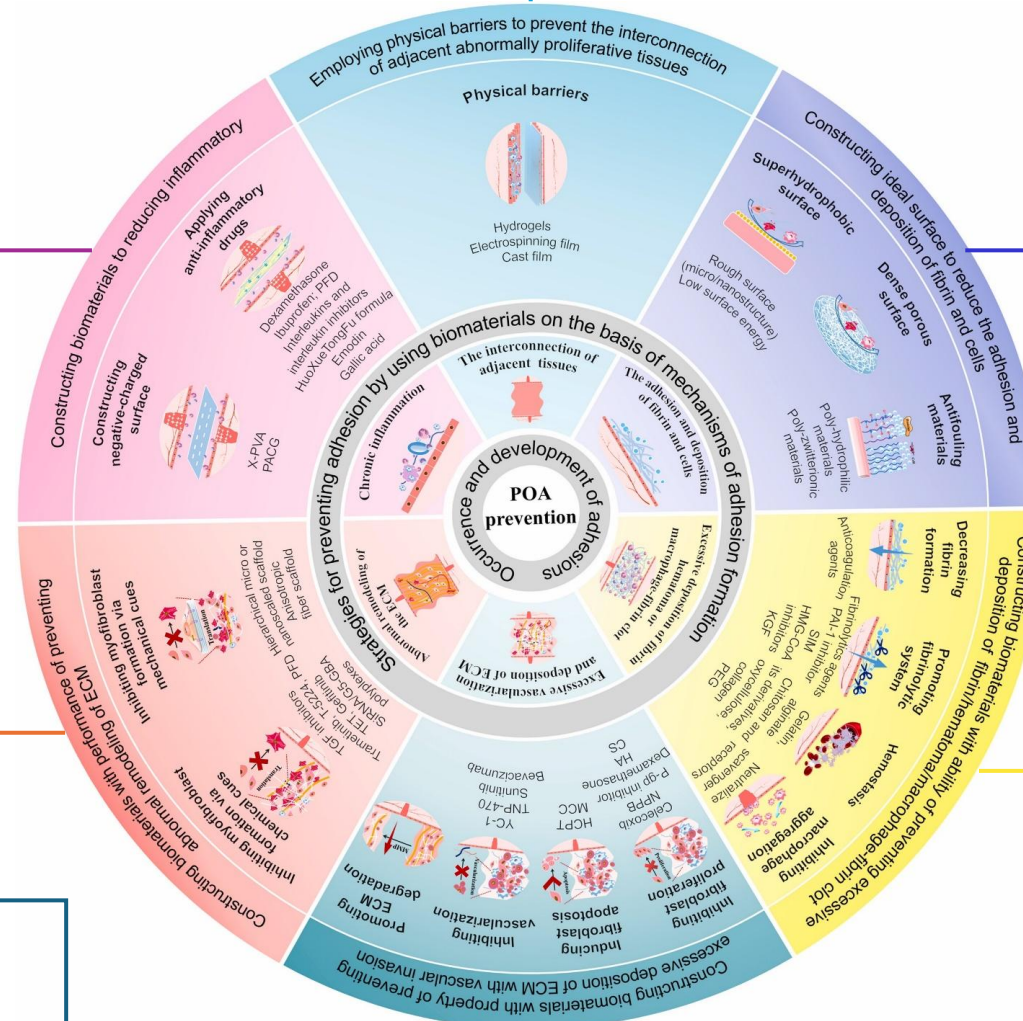 Employing physical barriers to prevent the interconnection
of adjacent abnormally proliferative tissues
Physical barriers
Hydrogels
Electrospinning film
Cast film
Constructing ideal surface to reduce the adhesion and
deposition of fibrin and cells
Superhydrophobic
surface
Rough surface
(micro/nanostructure)
Low surface energy
Dense porous
surface
Antifouling
materials
Poly-hydrophilic
materials
Poly-zwitterionic
materials
Constructing biomaterials with ability of preventing excessive
deposition of fibrin/hematoma/macrophage-fibrin clot
Decreasing
fibrin
formation
Anticoagulation
agents
Promoting
fibrinolytic
system
Fibrinolytics agents
PAI-1 inhibitor
SIM
HMG-CoA
inhibitors
KGF
Hemostasis
Gelatin,
alginate
Chitosan and
its derivatives,
oxycellulose,
collagen
PEG
Inhibiting
macrophage
aggregation
Neutralize
scavenger
receptors
Constructing biomaterials with property of preventing
excessive deposition of ECM with vascular invasion
Inhibiting
fibroblast
proliferation
Proliferation
Celecoxib
NPPB
P-gh inhibitor
Dexamethasone
HA
CS
Inducing
fibroblast
apoptosis
Apoptosis
HCPT
MCC
Inhibiting
vascularization
Vascularization
YC-1
TNP-470
Sunitinib
Bevacizumab
Promoting
ECM
degradation
MMP
Constructing biomaterials with performance of preventing
abnormal remodeling of ECM
Inhibiting myofibroblast
formation via
chemical cues
Translation
TGF inhibitors
T-5224, PFD
Trametinib,
TET, Gefitinib
SiRNA/G5-GBA
polyplexes
Inhibiting myofibroblast
formation via
mechanical cues
Translation
Hierarchical micro or
nanoscaled scaffold
Anisotropic
fiber scaffold
Constructing biomaterials to reducing inflammatory
Constructing
negative-charged
surface
X-PVA
PACG
Applying
anti-inflammatory
drugs
Dexamethasone
Ibuprofen; PFD
Interleukins and
interleukin inhibitors
HuoXueTongFu formula
Emodin
Gallic acid
Strategies for preventing adhesion by using biomaterials on the basis of mechanisms of adhesion formation
The interconnection of
adjacent tissues
The adhesion and deposition
of fibrin and cells
Excessive deposition of fibrin
hematoma or
macrophage-fibrin clot
Excessive vascularization
and deposition of ECM
Abnormal remodeling of
the ECM
Chronic inflammation
Occurrence and development of adhesions
POA
prevention